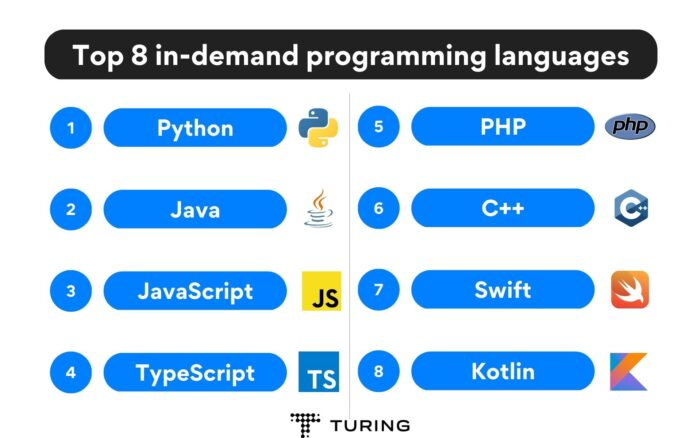 Top 8 in-demand programming languages
1 Python
2 Java
3 JavaScript JS
4 TypeScript TS
5 PHP php
6 C++ C++
7 Swift
8 Kotlin
TURING